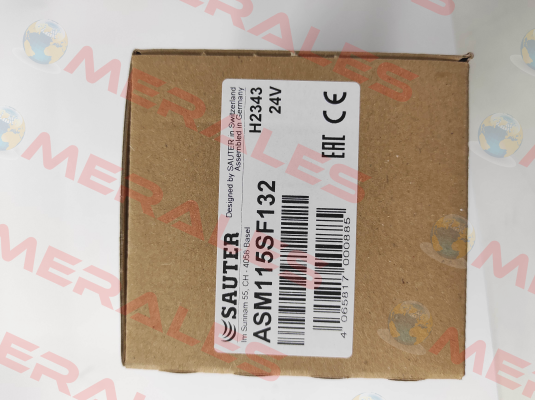 SAUTER
Im Surinam 55, CH - 4058 Basel
Designed by SAUTER in Switzerland
Assembled in Germany
ASM115SF132
H2343
24V
EAC CE
4 065817 000885
MERALES
MERALES
MERALES